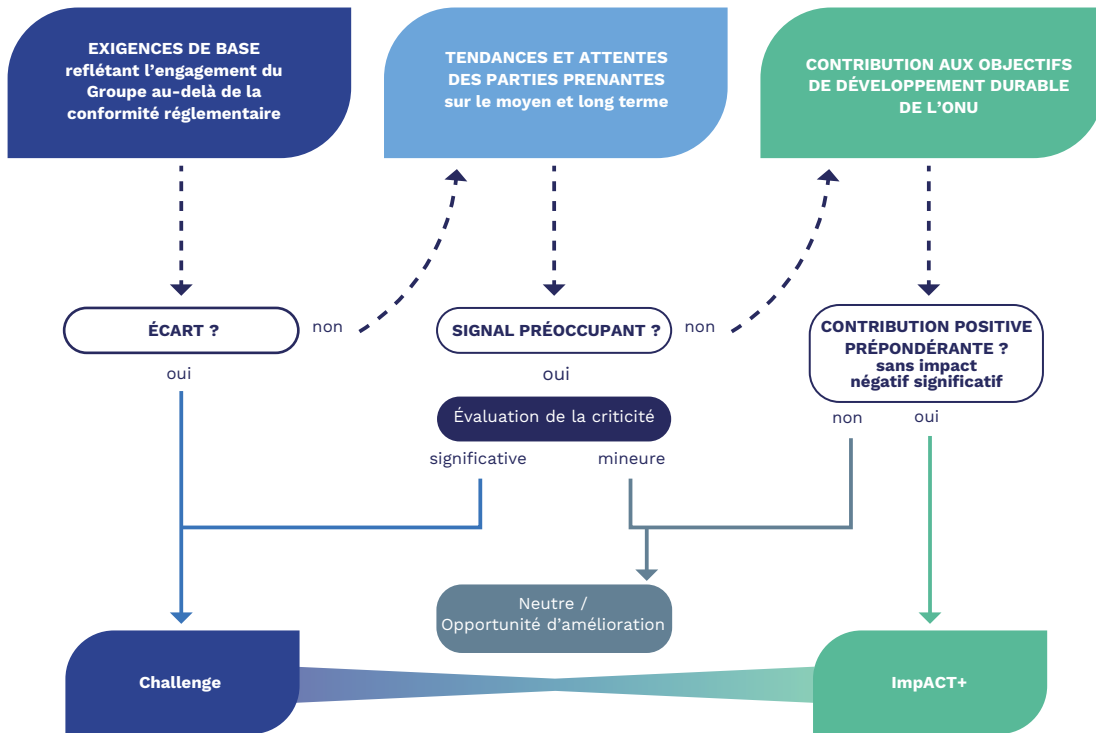 EXIGENCES DE BASE
reflétant l'engagement du
Groupe au-delà de la
conformité réglementaire
TENDANCES ET ATTENTES
DES PARTIES PRENANTES
sur le moyen et long terme
CONTRIBUTION AUX OBJECTIFS
DE DÉVELOPPEMENT DURABLE
DE L'ONU
ÉCART ?
non
SIGNAL PRÉOCCUPANT ?
non
CONTRIBUTION POSITIVE
PRÉPONDÉRANTE ?
sans impact
négatif significatif
oui
oui
Évaluation de la criticité
non
oui
significative
mineure
Neutre /
Opportunité d'amélioration
Challenge
ImpACT+